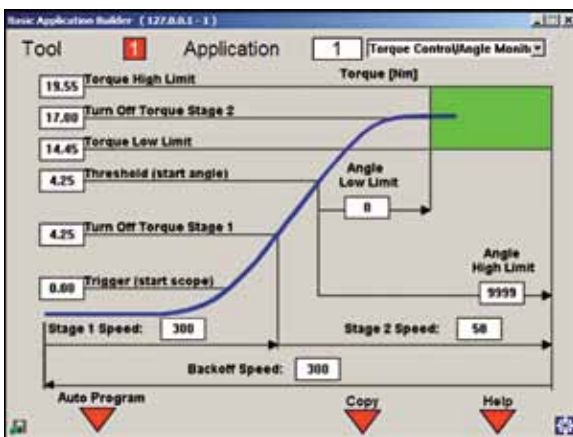 Basic Application Builder ( 127.0.0.1 - 1 )
Tool 1 Application 1 Torque Control/Angle Monit
19.55 Torque High Limit
Torque [Nm]
17.00 Turn Off Torque Stage 2
14.45 Torque Low Limit
4.25 Threshold (start angle)
Angle
Low Limit
0
4.25 Turn Off Torque Stage 1
Angle
High Limit
0.00 Trigger (start scope)
9999
Stage 1 Speed: 300 Stage 2 Speed: 50
Backoff Speed: 300
Auto Program Copy Help